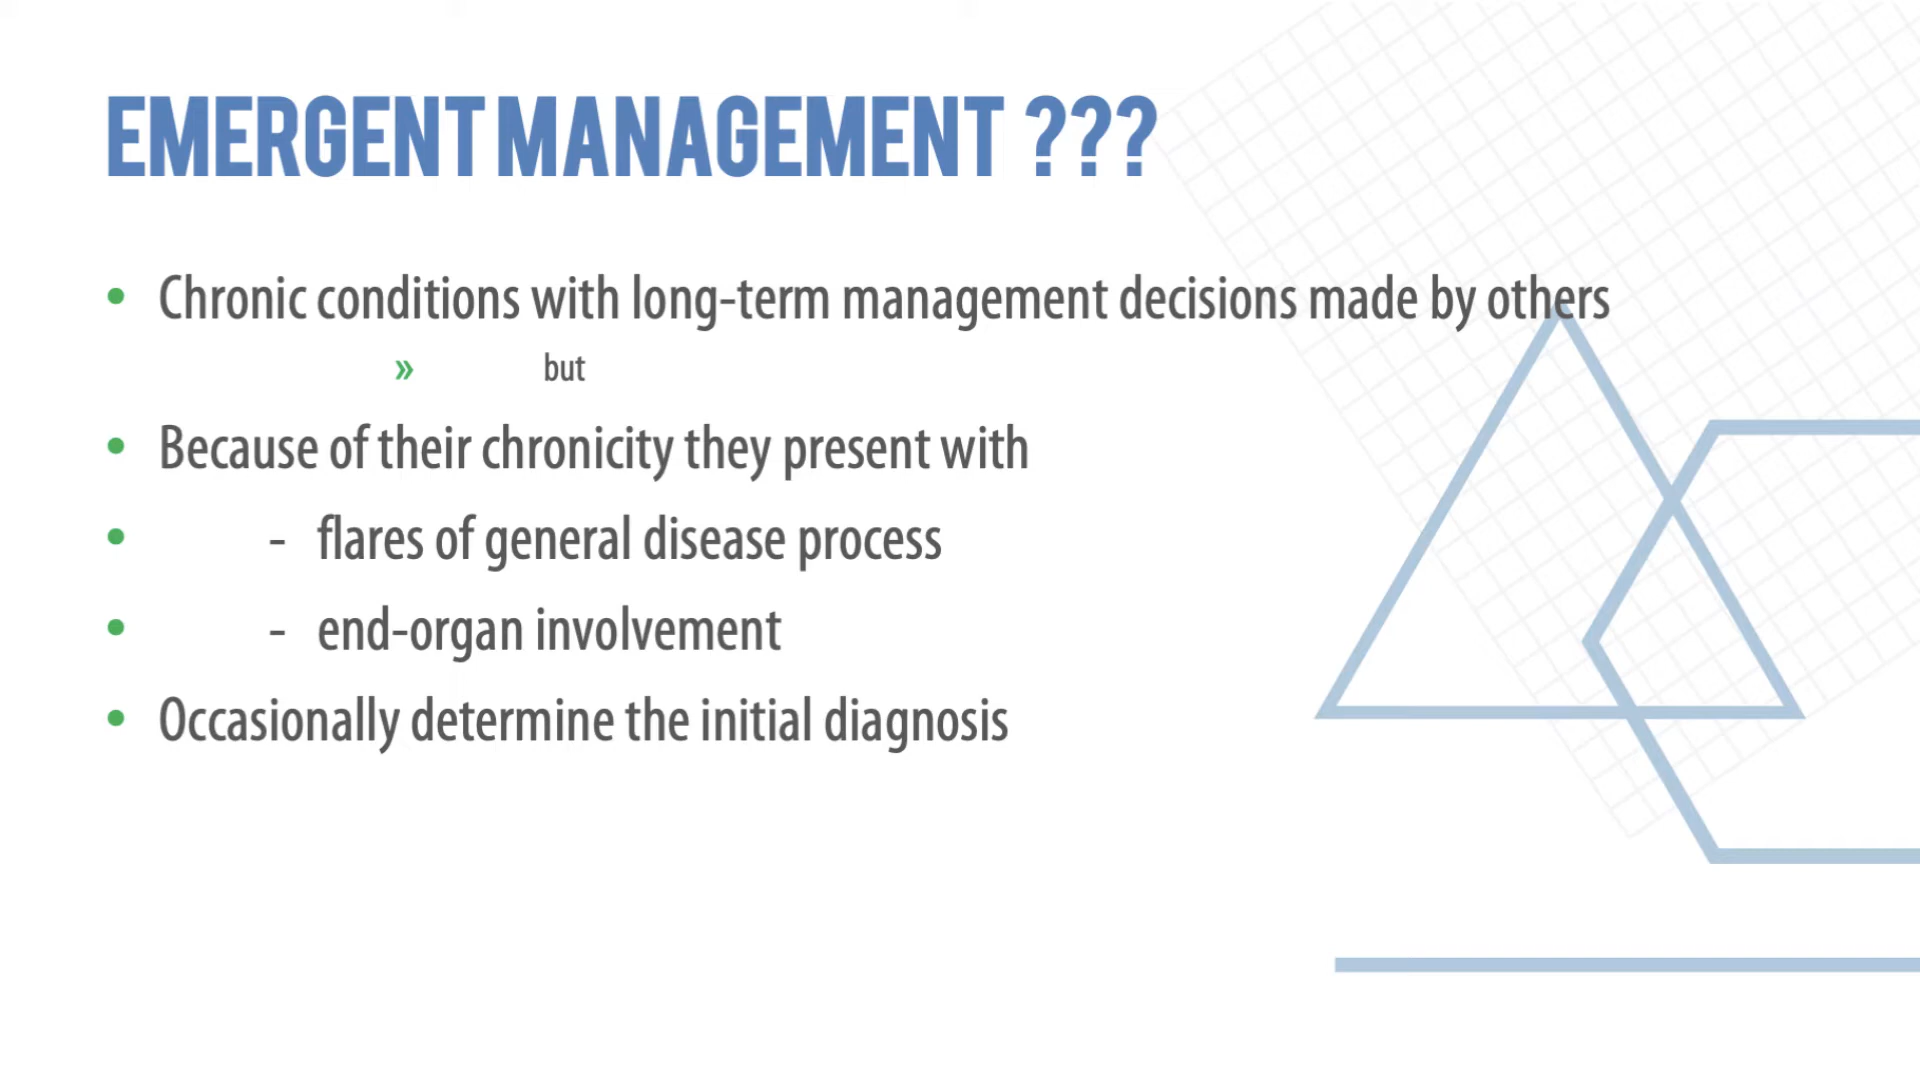 EMERGENT MANAGEMENT ???
• Chronic conditions with long-term management decisions made by others
» but
• Because of their chronicity they present with
• - flares of general disease process
• - end-organ involvement
• Occasionally determine the initial diagnosis